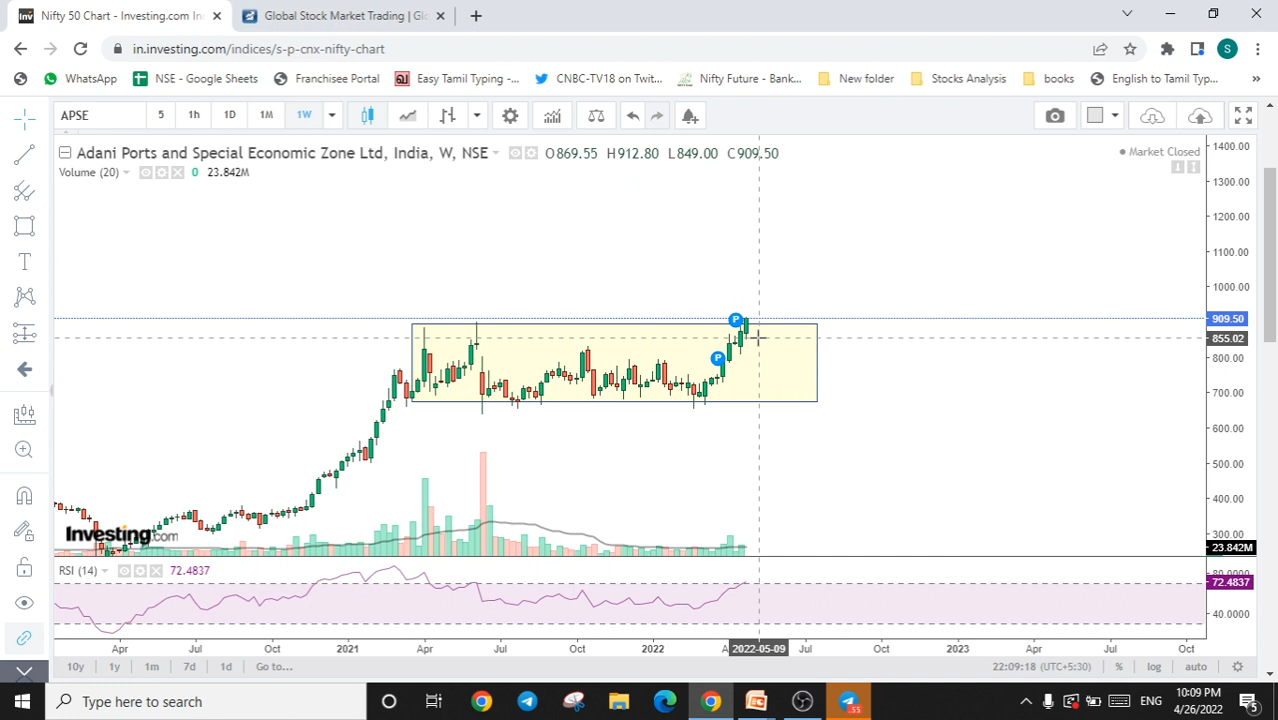 Nifty 50 Chart - Investing.com In
Global Stock Market Trading | Gl
in.investing.com/indices/s-p-cnx-nifty-chart
S
WhatsApp
NSE - Google Sheets
Franchisee Portal
Easy Tamil Typing -...
CNBC-TV18 on Twit...
Nifty Future - Bank...
New folder
Stocks Analysis
books
English to Tamil Typ...
»
APSE
5
1h
1D
1M
1W
Adani Ports and Special Economic Zone Ltd, India, W, NSE
O869.55 H912.80 L849.00 C909.50
Market Closed
Volume (20)
0 23.842M
1400.00
1300.00
1200.00
1100.00
1000.00
909.50
855.02
800.00
700.00
600.00
500.00
400.00
300.00
23.842M
P
P
Investing.com
RSI (14)
72.4837
80.0000
72.4837
40.0000
Apr
Jul
Oct
2021
Apr
Jul
Oct
2022
2022-05-09
Jul
Oct
2023
Apr
Jul
Oct
10y
1y
1m
7d
1d
Go to...
22:09:18 (UTC+5:30)
%
log
auto
Type here to search
55
ENG
10:09 PM
4/26/2022
5